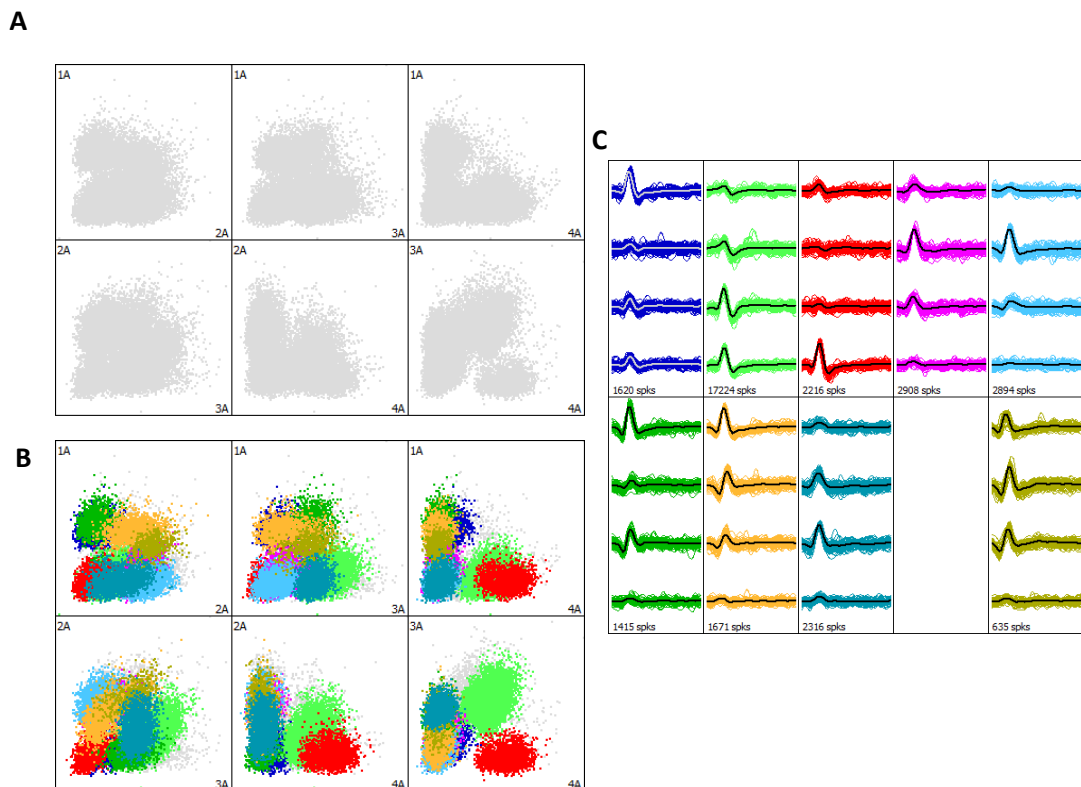 A
1A
1A
1A
2A
3A
4A
2A
2A
3A
3A
4A
4A
B
1A
1A
1A
2A
3A
4A
2A
2A
3A
3A
4A
4A
C
1620 spks
17224 spks
2216 spks
2908 spks
2894 spks
1415 spks
1671 spks
2316 spks
635 spks